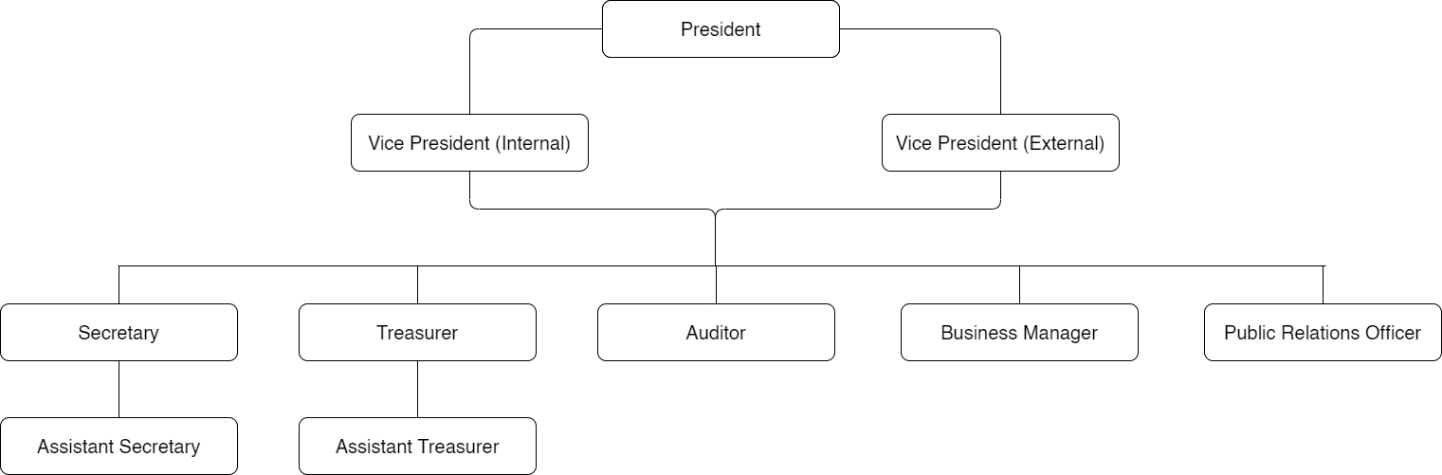 President
Vice President (Internal)
Vice President (External)
Secretary
Treasurer
Auditor
Business Manager
Public Relations Officer
Assistant Secretary
Assistant Treasurer